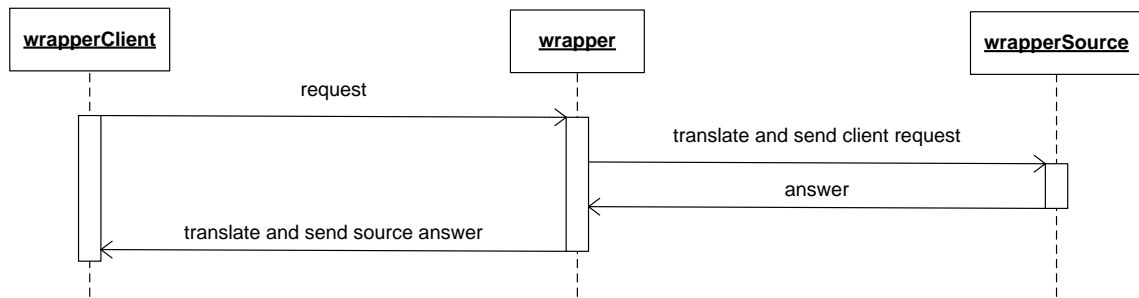 wrapperClient
wrapper
wrapperSource
request
translate and send client request
answer
translate and send source answer